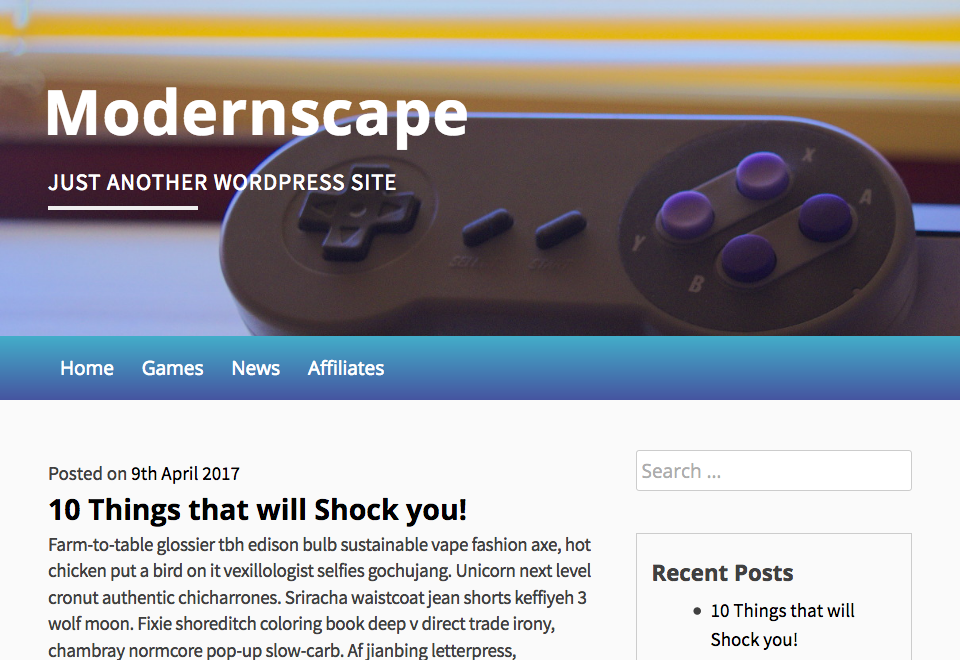 Modernscape
JUST ANOTHER WORDPRESS SITE
X
A
Y
B
Home
Games
News
Affiliates
Posted on 9th April 2017
10 Things that will Shock you!
Farm-to-table glossier tbh edison bulb sustainable vape fashion axe, hot
chicken put a bird on it vexillologist selfies gochujang. Unicorn next level
cronut authentic chicharrones. Sriracha waistcoat jean shorts keffiyeh 3
wolf moon. Fixie shoreditch coloring book deep v direct trade irony,
chambray normcore pop-up slow-carb. Af jianbing letterpress,
Search ...
Recent Posts
10 Things that will
Shock you!